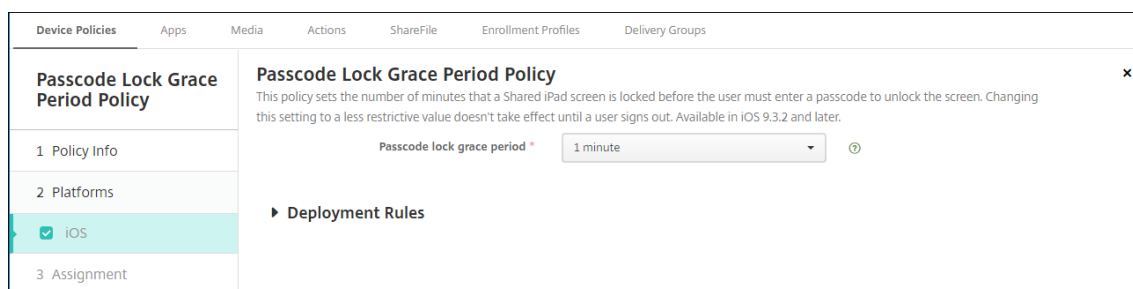 Device Policies Apps Media Actions ShareFile Enrollment Profiles Delivery Groups
Passcode Lock Grace
Period Policy
1 Policy Info
2 Platforms
iOS
3 Assignment
Passcode Lock Grace Period Policy
This policy sets the number of minutes that a Shared iPad screen is locked before the user must enter a passcode to unlock the screen. Changing
this setting to a less restrictive value doesn't take effect until a user signs out. Available in iOS 9.3.2 and later.
Passcode lock grace period * 1 minute
Deployment Rules